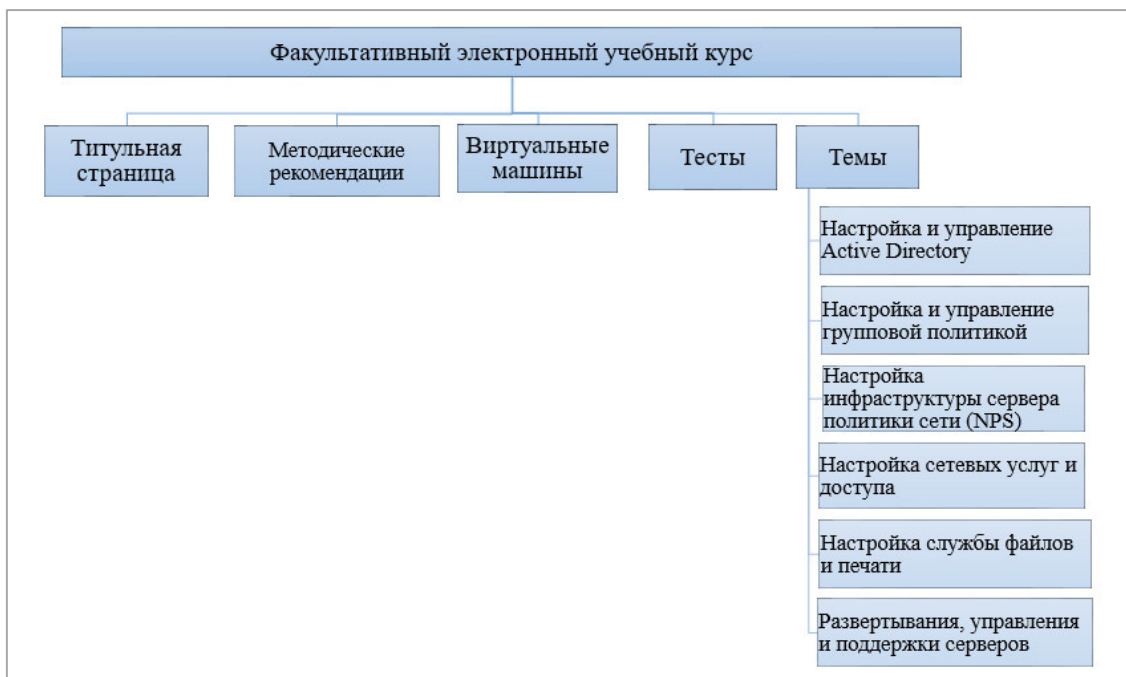 Факультативный электронный учебный курс
Титульная
страница
Методические
рекомендации
Виртуальные
машины
Тесты
Темы
Настройка и управление
Active Directory
Настройка и управление
групповой политикой
Настройка
инфраструктуры сервера
политики сети (NPS)
Настройка сетевых услуг и
доступа
Настройка службы файлов
и печати
Развертывания, управления
и поддержки серверов